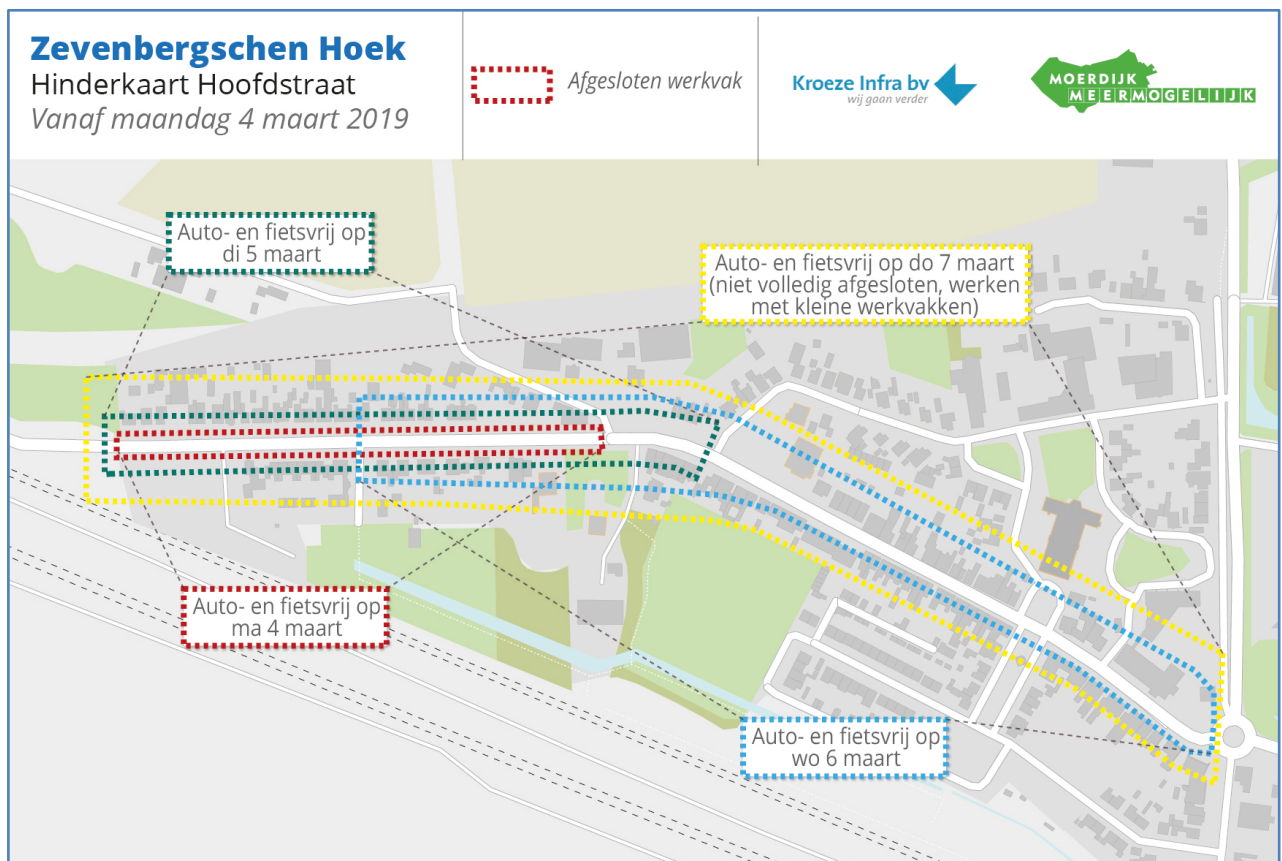 Zevenbergschen Hoek
Hinderkaart Hoofdstraat
Vanaf maandag 4 maart 2019
Afgesloten werkvak
Kroeze Infra bv
wij gaan verder
MOERDIJK
MEERMOGELIJK
Auto- en fietsvrij op
di 5 maart
Auto- en fietsvrij op do 7 maart
(niet volledig afgesloten, werken
met kleine werkvakken)
Auto- en fietsvrij op
ma 4 maart
Auto- en fietsvrij op
wo 6 maart